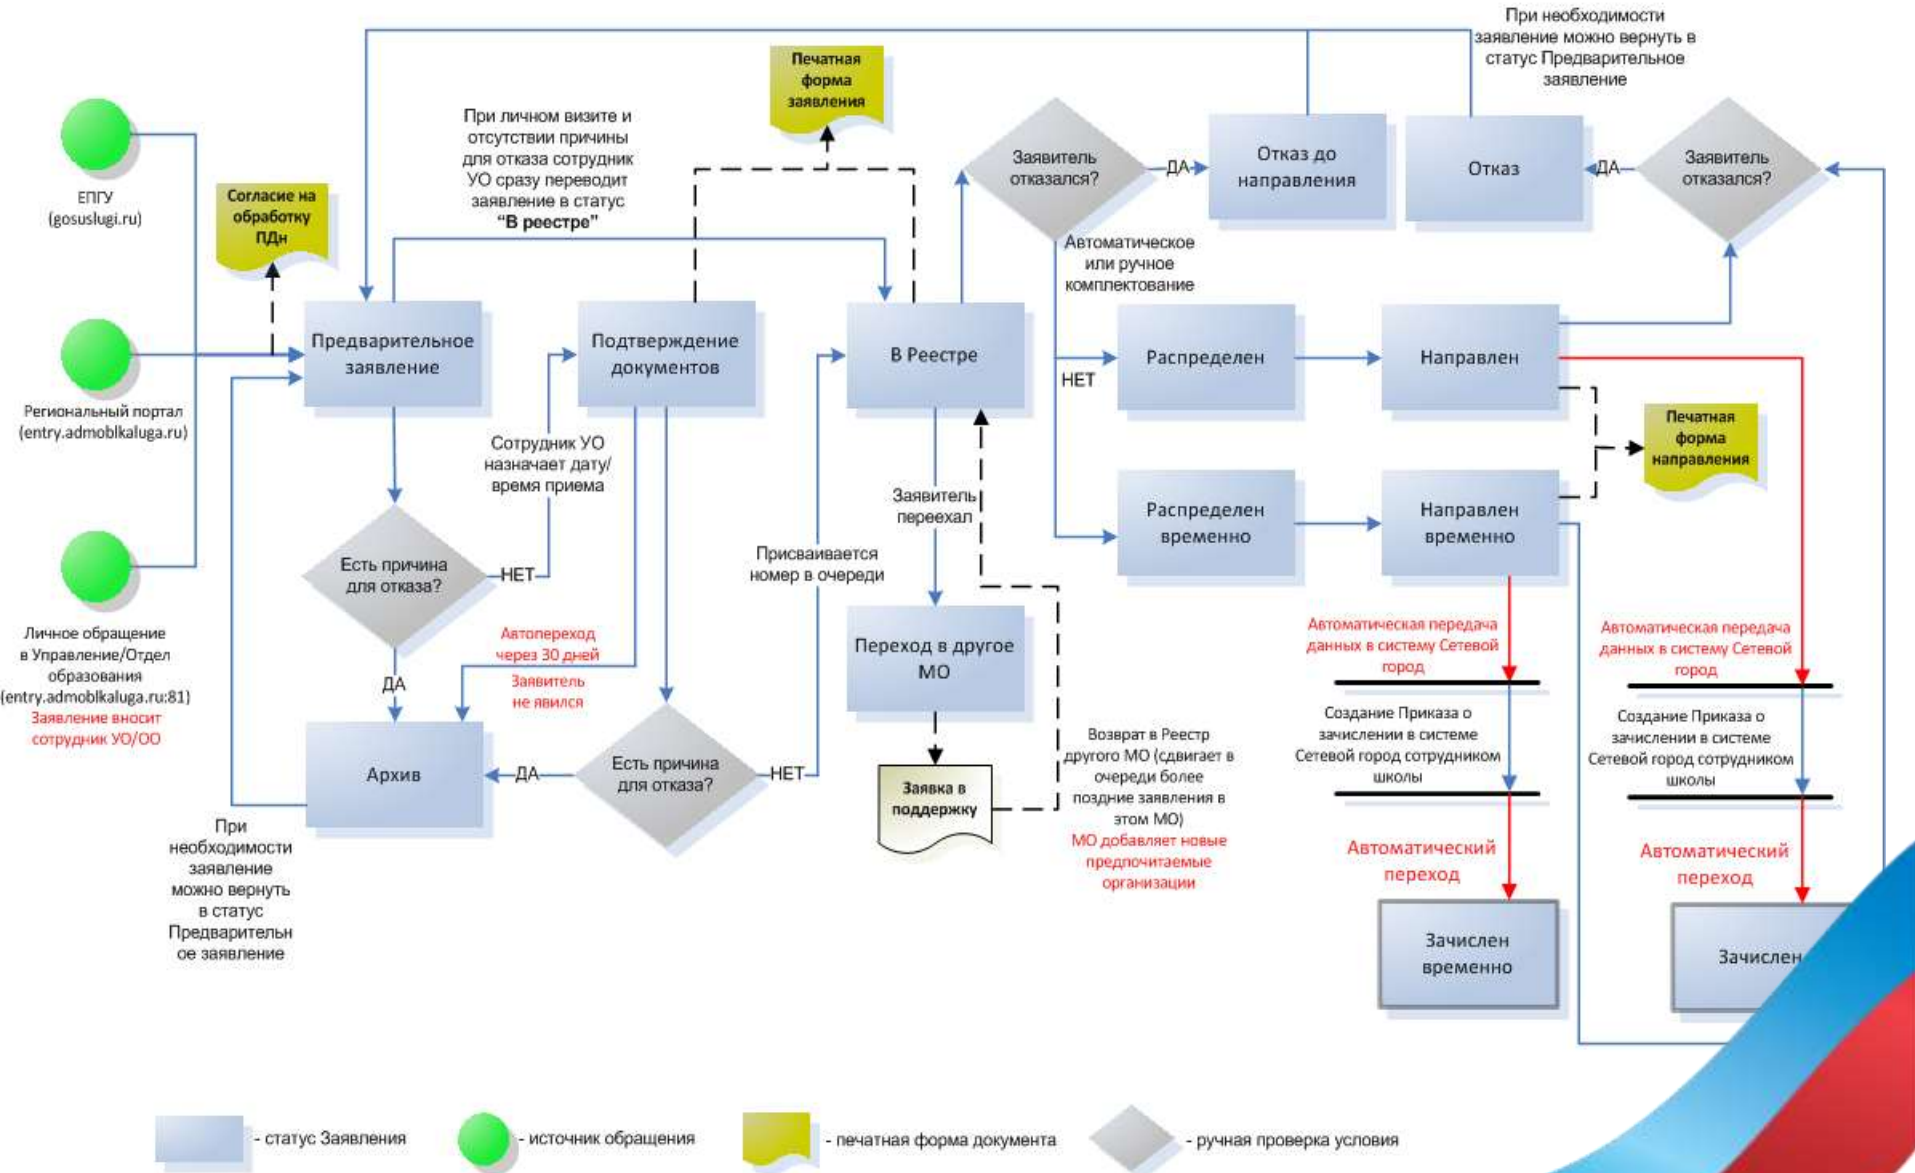 При необходимости
заявление можно вернуть в
статус Предварительное
заявление
Печатная
форма
заявления
При личном визите и
отсутствии причины
для отказа сотрудник
УО сразу переводит
заявление в статус
“В реестре”
Заявитель
отказался?
ДА
Отказ до
направления
Отказ
ДА
Заявитель
отказался?
ЕПГУ
(gosuslugi.ru)
Согласие на
обработку
ПДн
Автоматическое
или ручное
комплектование
Предварительное
заявление
Подтверждение
документов
В Реестре
НЕТ
Распределен
Направлен
Региональный портал
(entry.admoblkaluga.ru)
Печатная
форма
направления
Сотрудник УО
назначает дату/
время приема
Заявитель
переехал
Распределен
временно
Направлен
временно
Есть причина
для отказа?
НЕТ
Присваивается
номер в очереди
Личное обращение
в Управление/Отдел
образования
(entry.admoblkaluga.ru:81)
Заявление вносит
сотрудник УО/ОО
Автопереход
через 30 дней
Заявитель
не явился
ДА
Переход в другое
МО
Автоматическая передача
данных в систему Сетевой
город
Автоматическая передача
данных в систему Сетевой
город
Архив
ДА
Есть причина
для отказа?
НЕТ
Заявка в
поддержку
Возврат в Реестр
другого МО (сдвигает в
очереди более
поздние заявления в
этом МО)
МО добавляет новые
предпочитаемые
организации
Создание Приказа о
зачислении в системе
Сетевой город сотрудником
школы
Создание Приказа о
зачислении в системе
Сетевой город сотрудником
школы
При
необходимости
заявление
можно вернуть
в статус
Предварительн
ое заявление
Автоматический
переход
Автоматический
переход
Зачислен
временно
Зачислен
- статус Заявления
- источник обращения
- печатная форма документа
- ручная проверка условия